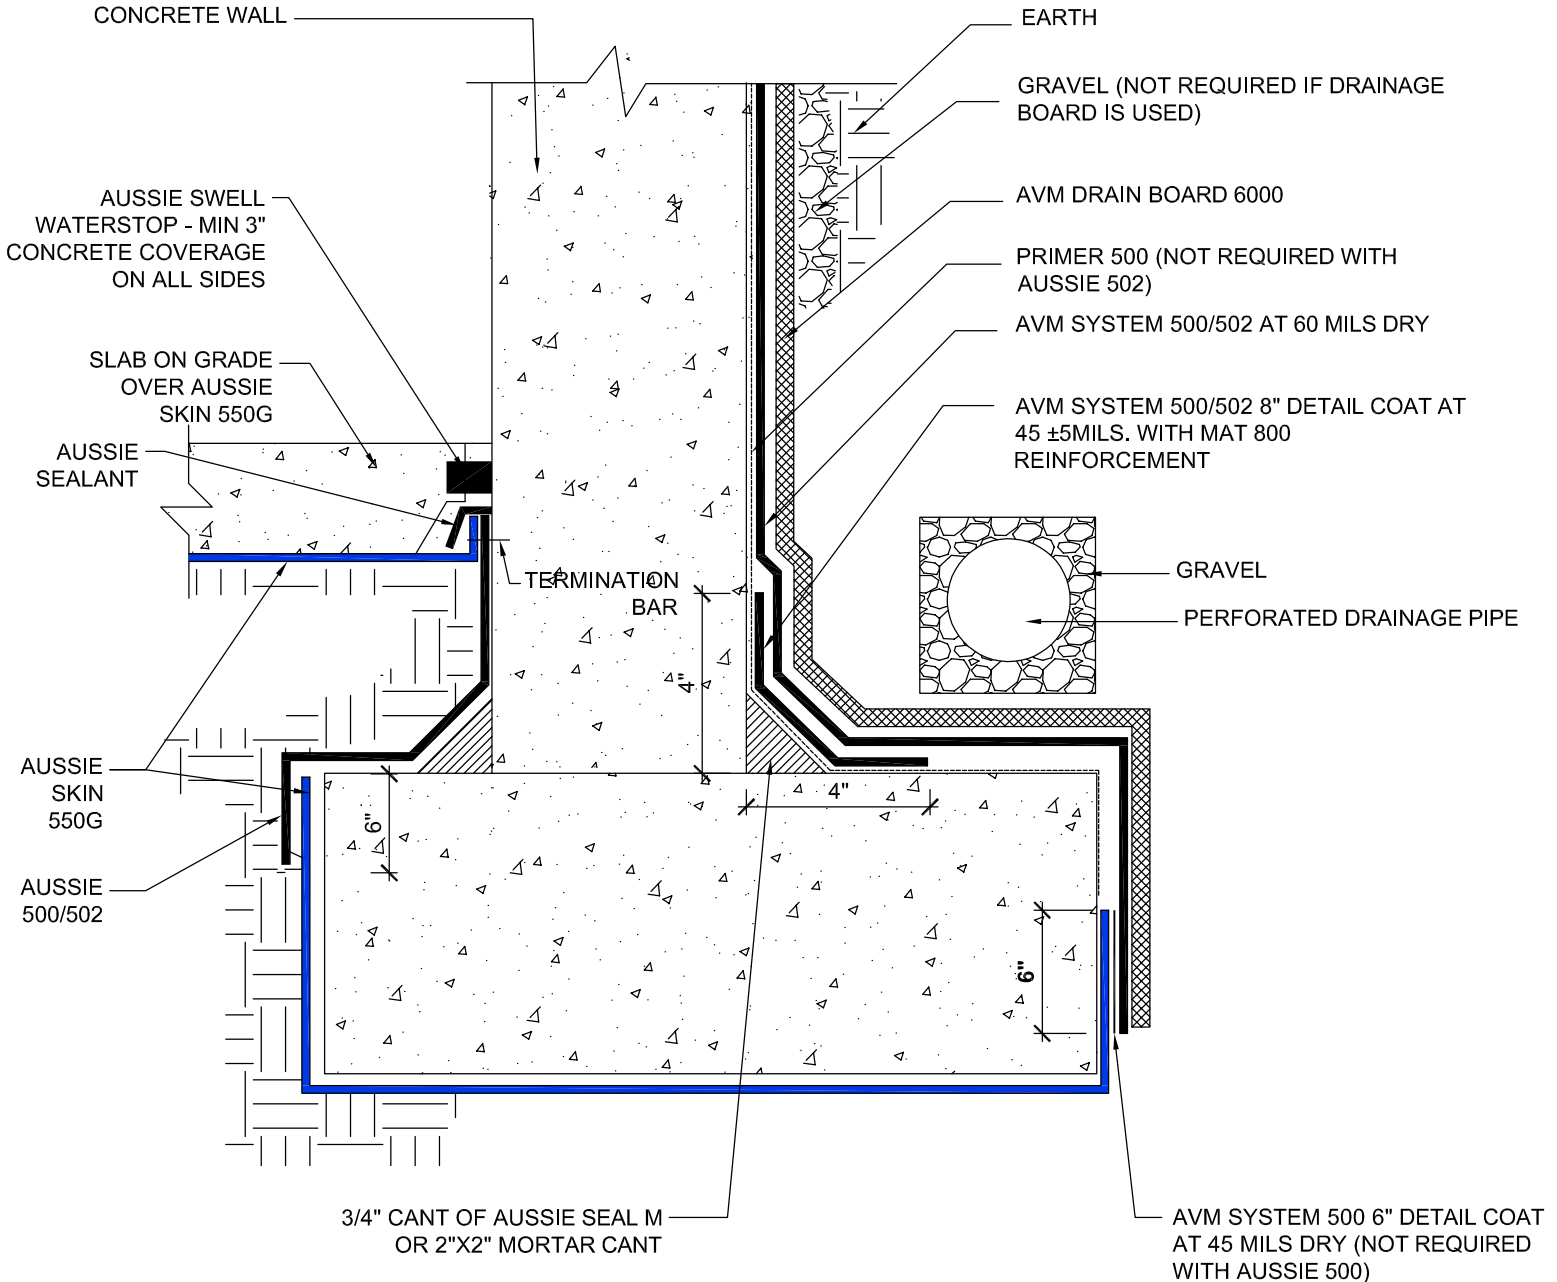 CONCRETE WALL
EARTH
GRAVEL (NOT REQUIRED IF DRAINAGE
BOARD IS USED)
AUSSIE SWELL
WATERSTOP - MIN 3"
CONCRETE COVERAGE
ON ALL SIDES
AVM DRAIN BOARD 6000
PRIMER 500 (NOT REQUIRED WITH
AUSSIE 502)
AVM SYSTEM 500/502 AT 60 MILS DRY
SLAB ON GRADE
OVER AUSSIE
SKIN 550G
AVM SYSTEM 500/502 8" DETAIL COAT AT
45 ±5MILS. WITH MAT 800
REINFORCEMENT
AUSSIE
SEALANT
TERMINATION
BAR
GRAVEL
PERFORATED DRAINAGE PIPE
4"
AUSSIE
SKIN
550G
4"
6"
AUSSIE
500/502
6"
3/4" CANT OF AUSSIE SEAL M
OR 2"X2" MORTAR CANT
AVM SYSTEM 500 6" DETAIL COAT
AT 45 MILS DRY (NOT REQUIRED
WITH AUSSIE 500)